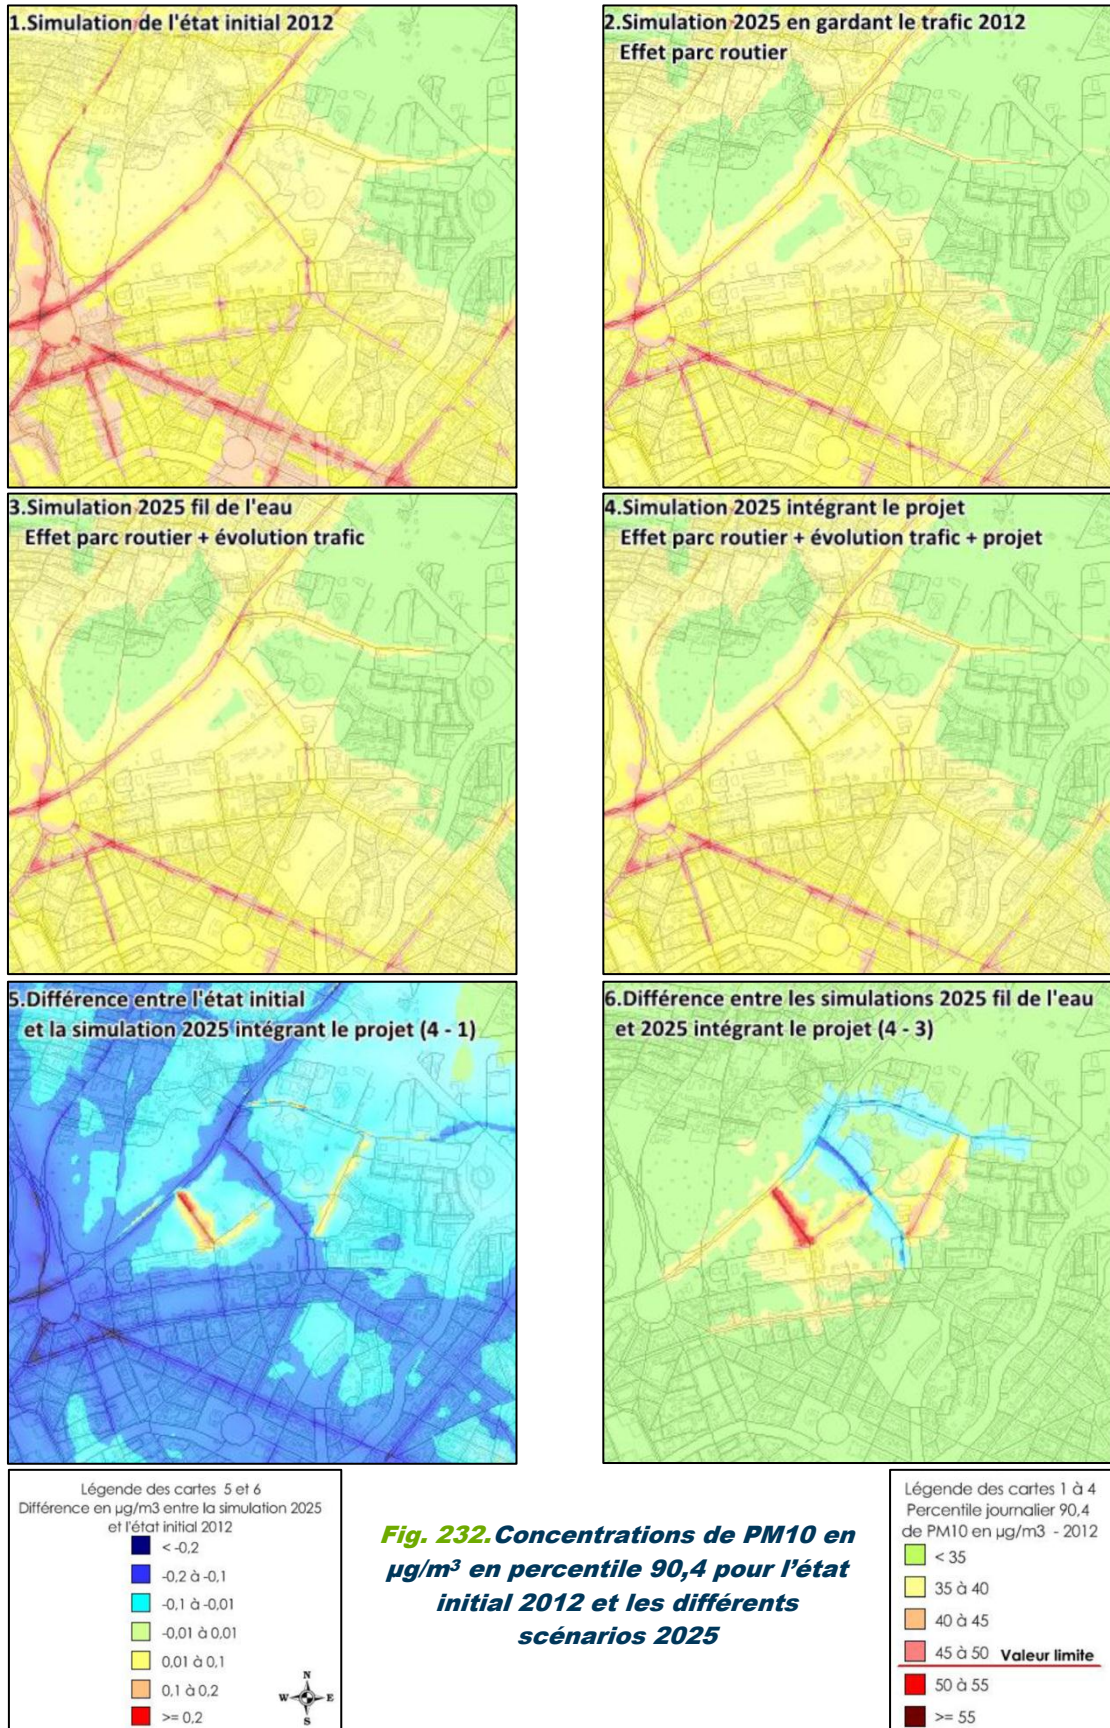 1.Simulation de l'état initial 2012
2.Simulation 2025 en gardant le trafic 2012
Effet parc routier
3.Simulation 2025 fil de l'eau
Effet parc routier + évolution trafic
4.Simulation 2025 intégrant le projet
Effet parc routier + évolution trafic + projet
5.Différence entre l'état initial
et la simulation 2025 intégrant le projet (4 - 1)
6.Différence entre les simulations 2025 fil de l'eau
et 2025 intégrant le projet (4 - 3)
Légende des cartes 5 et 6
Différence en µg/m3 entre la simulation 2025
et l'état initial 2012
< -0,2
-0,2 à -0,1
-0,1 à -0,01
-0,01 à 0,01
0,01 à 0,1
0,1 à 0,2
>= 0,2
N
W E
S
Fig. 232. Concentrations de PM10 en
µg/m³ en percentile 90,4 pour l'état
initial 2012 et les différents
scénarios 2025
Légende des cartes 1 à 4
Percentile journalier 90,4
de PM10 en µg/m3 - 2012
< 35
35 à 40
40 à 45
45 à 50 Valeur limite
50 à 55
>= 55